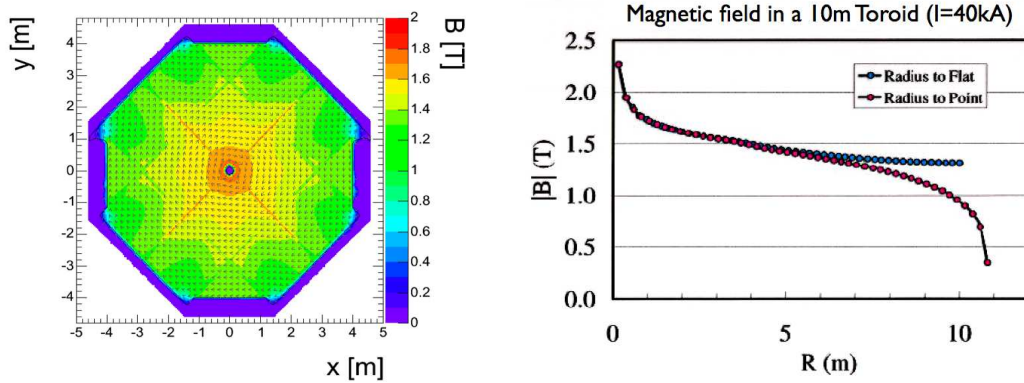 y [m]
4
3
2
1
0
-1
-2
-3
-4
-5 -4 -3 -2 -1 0 1 2 3 4 5
x [m]
B [T]
2
1.8
1.6
1.4
1.2
1
0.8
0.6
0.4
0.2
0
Magnetic field in a 10m Toroid (I=40kA)
|B| (T)
2.5
2.0
1.5
1.0
0.5
0.0
Radius to Flat
Radius to Point
0 5 10
R (m)